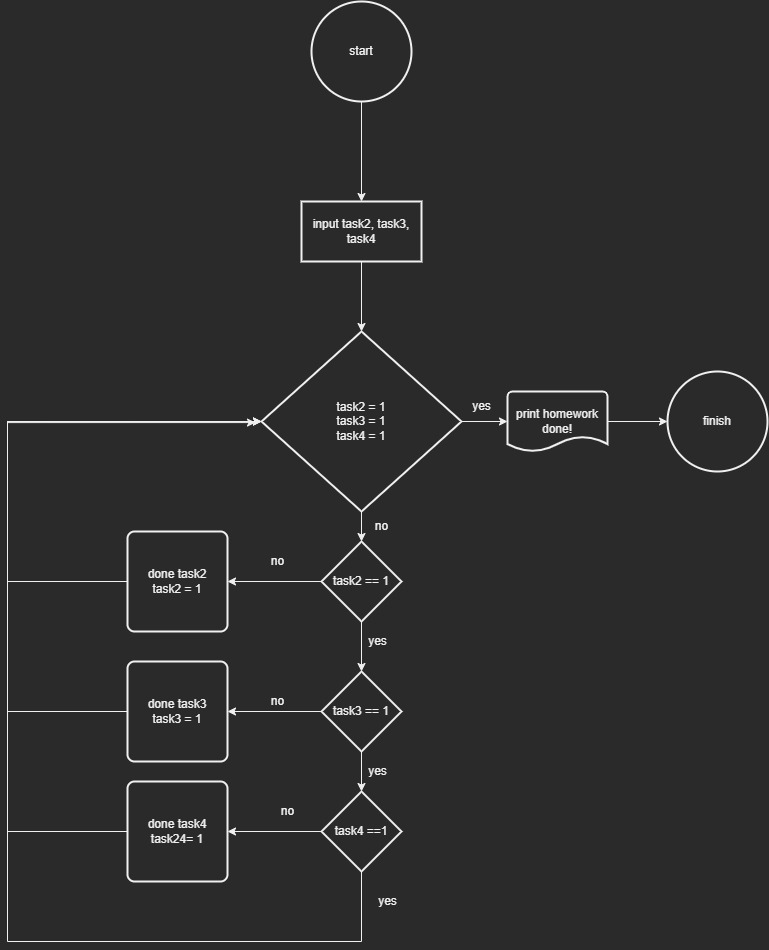 start
input task2, task3,
task4
task2 = 1
task3 = 1
task4 = 1
yes
print homework
done!
finish
no
done task2
task2 = 1
no
task2 == 1
yes
done task3
task3 = 1
no
task3 == 1
yes
done task4
task24= 1
no
task4 ==1
yes